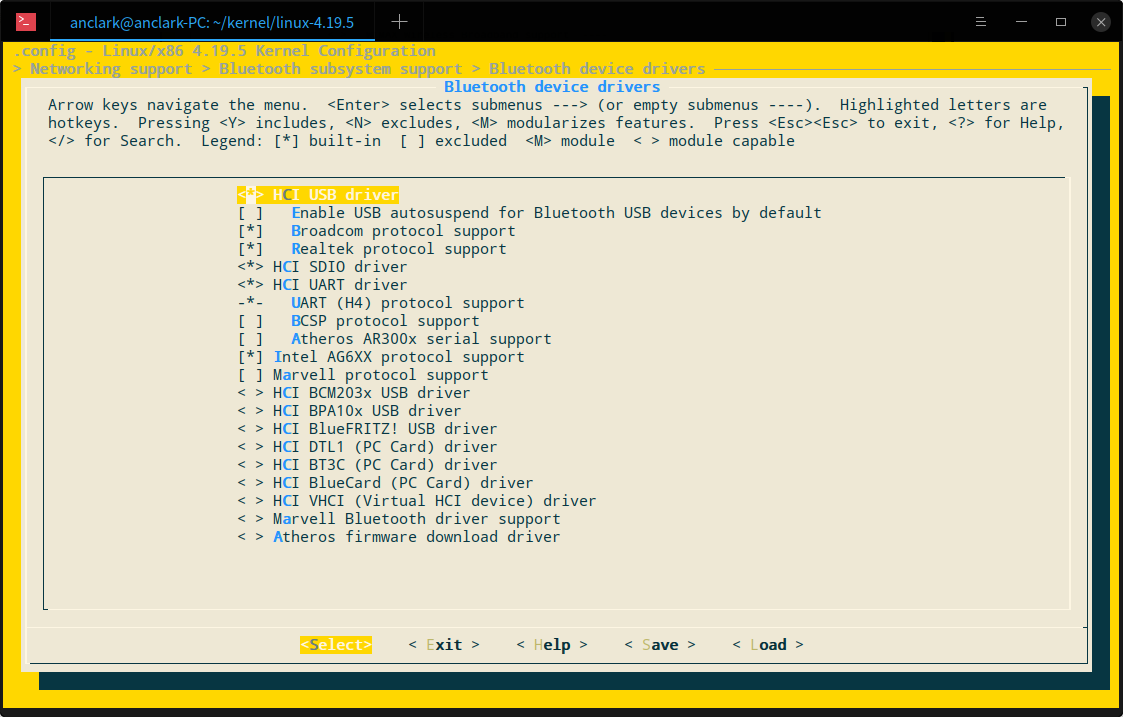 anclark@anclark-PC: ~/kernel/linux-4.19.5
.config - Linux/x86 4.19.5 Kernel Configuration
> Networking support > Bluetooth subsystem support > Bluetooth device drivers
Bluetooth device drivers
Arrow keys navigate the menu.  <Enter> selects submenus ---> (or empty submenus ----).  Highlighted letters are
hotkeys.  Pressing <Y> includes, <N> excludes, <M> modularizes features.  Press <Esc><Esc> to exit, <?> for Help,
</> for Search.  Legend: [*] built-in  [ ] excluded  <M> module  < > module capable
<*> HCI USB driver
[ ]   Enable USB autosuspend for Bluetooth USB devices by default
[*]   Broadcom protocol support
[*]   Realtek protocol support
<*> HCI SDIO driver
<*> HCI UART driver
-*-   UART (H4) protocol support
[ ]   BCSP protocol support
[ ]   Atheros AR300x serial support
[*] Intel AG6XX protocol support
[ ] Marvell protocol support
< > HCI BCM203x USB driver
< > HCI BPA10x USB driver
< > HCI BlueFRITZ! USB driver
< > HCI DTL1 (PC Card) driver
< > HCI BT3C (PC Card) driver
< > HCI BlueCard (PC Card) driver
< > HCI VHCI (Virtual HCI device) driver
< > Marvell Bluetooth driver support
< > Atheros firmware download driver
<Select>    < Exit >    < Help >    < Save >    < Load >